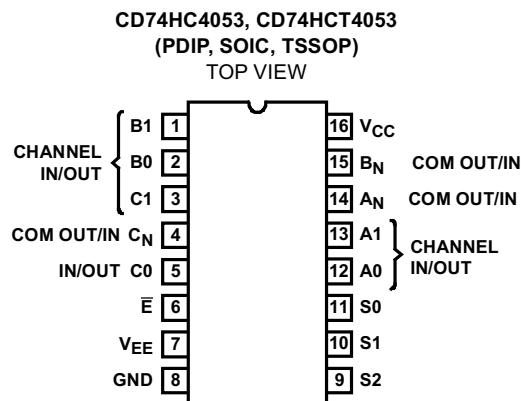 CD74HC4053, CD74HCT4053
(PDIP, SOIC, TSSOP)
TOP VIEW
B1 1 16 VCC
CHANNEL IN/OUT
B0 2 15 BN COM OUT/IN
C1 3 14 AN COM OUT/IN
COM OUT/IN CN 4 13 A1
CHANNEL IN/OUT
IN/OUT C0 5 12 A0
E̅ 6 11 S0
VEE 7 10 S1
GND 8 9 S2